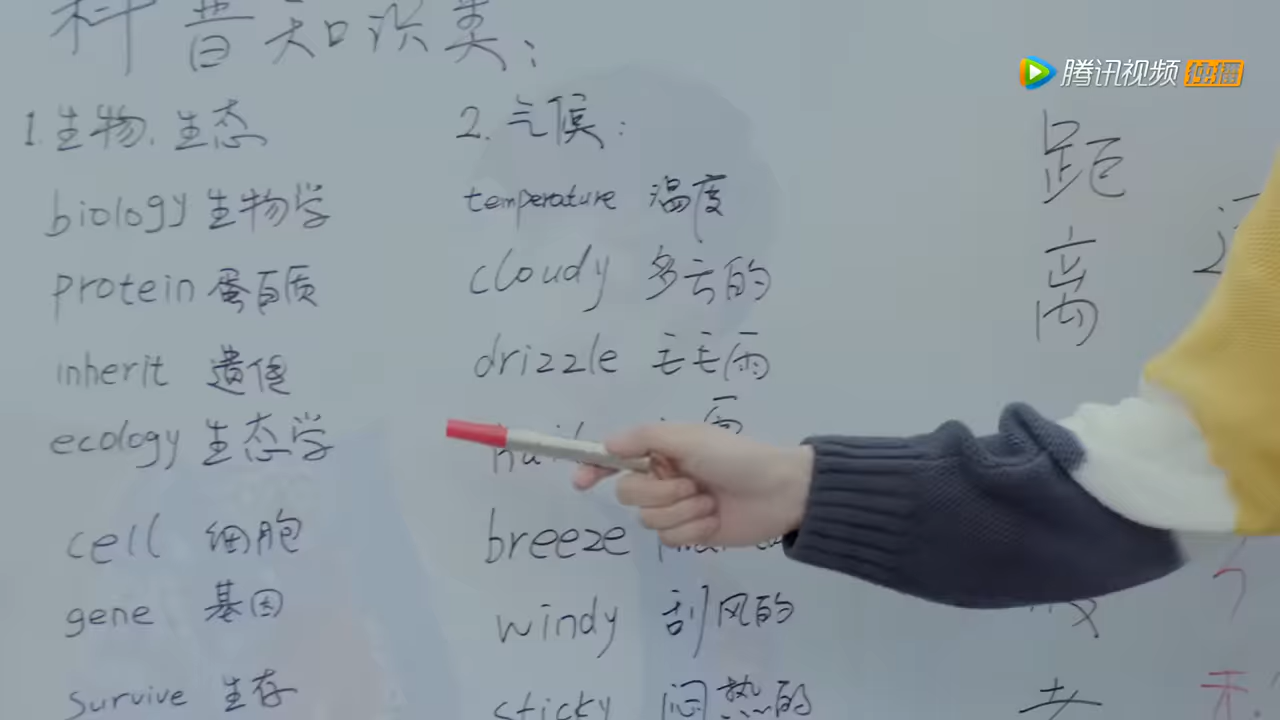 科普知识类:
腾讯视频 独播
1.生物、生态
biology 生物学
protein 蛋白质
inherit 遗传
ecology 生态学
cell 细胞
gene 基因
survive 生存
2.气候:
temperature 温度
cloudy 多云的
drizzle 毛毛雨
breeze
windy 刮风的
sticky 闷热的
距
离